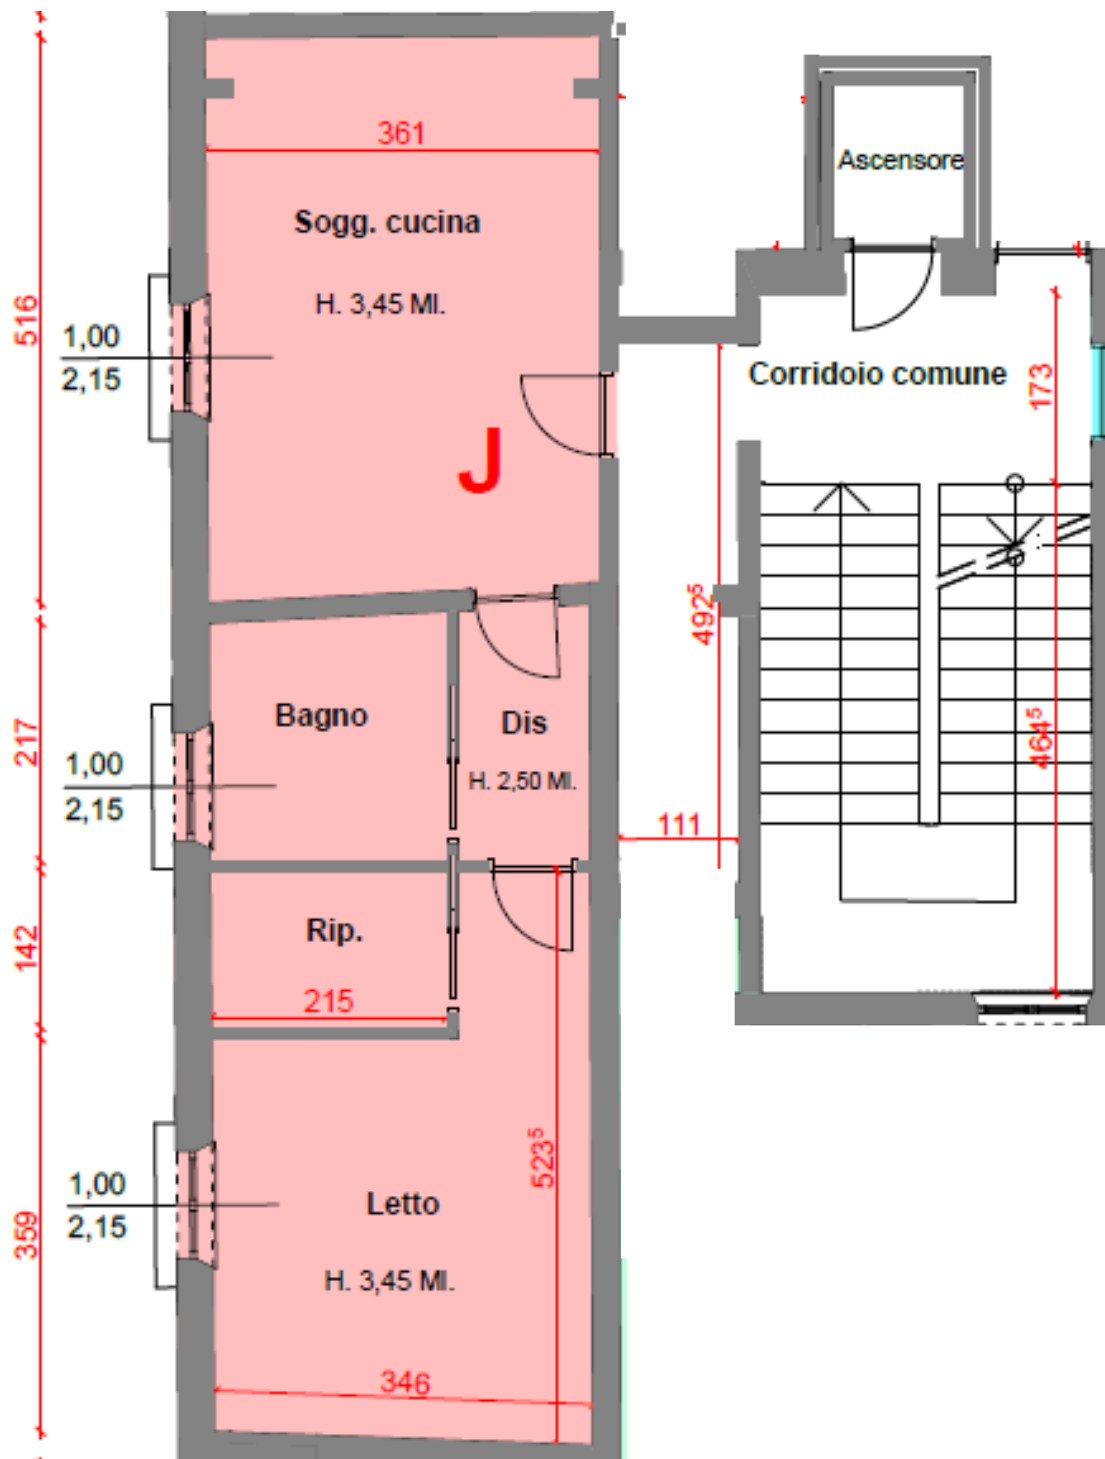 361
Ascensore
Sogg. cucina
H. 3,45 Ml.
516
1,00
2,15
Corridoio comune
173
J
492⁵
Bagno
Dis
H. 2,50 Ml.
217
1,00
2,15
464⁵
111
Rip.
142
215
523⁵
1,00
2,15
Letto
359
H. 3,45 Ml.
346